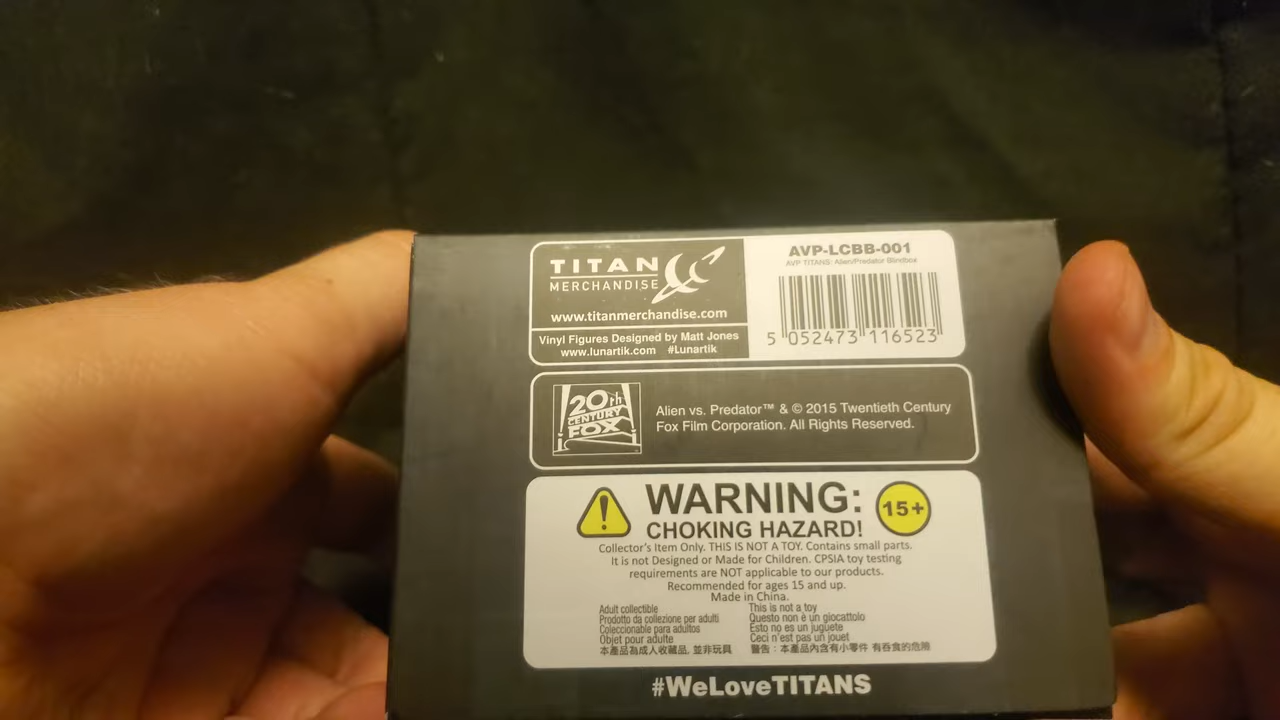 TITAN
MERCHANDISE
www.titanmerchandise.com
Vinyl Figures Designed by Matt Jones
www.lunartik.com #Lunartik
AVP-LCBB-001
AVP TITANS: Alien/Predator Blindbox
5 052473 116523
20th
CENTURY
FOX
Alien vs. Predator™ & © 2015 Twentieth Century
Fox Film Corporation. All Rights Reserved.
WARNING:
CHOKING HAZARD!
15+
Collector's Item Only. THIS IS NOT A TOY. Contains small parts.
It is not Designed or Made for Children. CPSIA toy testing
requirements are NOT applicable to our products.
Recommended for ages 15 and up.
Made in China.
Adult collectible
Prodotto da collezione per adulti
Coleccionable para adultos
Objet pour adulte
本產品為成人收藏品, 並非玩具
This is not a toy
Questo non è un giocattolo
Esto no es un juguete
Ceci n'est pas un jouet
警告：本產品內含有小零件 有吞食的危險
#WeLoveTITANS